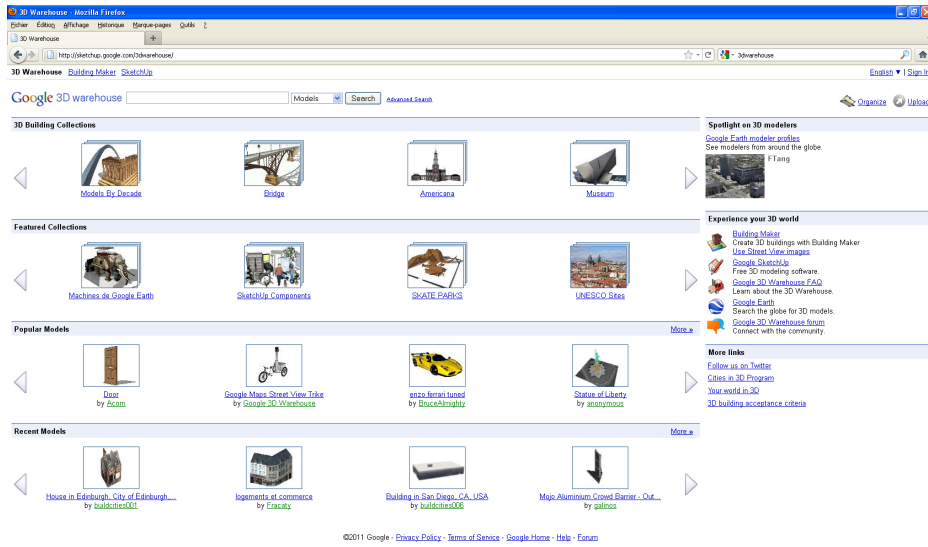 3D Warehouse - Mozilla Firefox
Fichier Édition Affichage Historique Marque-pages Outils ?
3D Warehouse
http://sketchup.google.com/3dwarehouse/ 3dwarehouse
3D Warehouse Building Maker SketchUp English ▼ | Sign In
Google 3D warehouse Models Search Advanced Search Organize Upload
3D Building Collections
Models By Decade Bridge Americana Museum
Featured Collections
Machines de Google Earth SketchUp Components SKATE PARKS UNESCO Sites
Popular Models More »
Door Google Maps Street View Trike enzo ferrari tuned Statue of Liberty
by Acom by Google 3D Warehouse by BruceAlmighty by anonymous
Recent Models More »
House in Edinburgh, City of Edinburgh,... logements et commerce Building in San Diego, CA, USA Mojo Aluminium Crowd Barrier - Out...
by buildcities001 by Fracaty by buildcities006 by galinos
Spotlight on 3D modelers
Google Earth modeler profiles
See modelers from around the globe.
FTang
Experience your 3D world
Building Maker
Create 3D buildings with Building Maker
Use Street View images
Google SketchUp
Free 3D modeling software.
Google 3D Warehouse FAQ
Learn about the 3D Warehouse.
Google Earth
Search the globe for 3D models.
Google 3D Warehouse forum
Connect with the community.
More links
Follow us on Twitter
Cities in 3D Program
Your world in 3D
3D building acceptance criteria
©2011 Google - Privacy Policy - Terms of Service - Google Home - Help - Forum